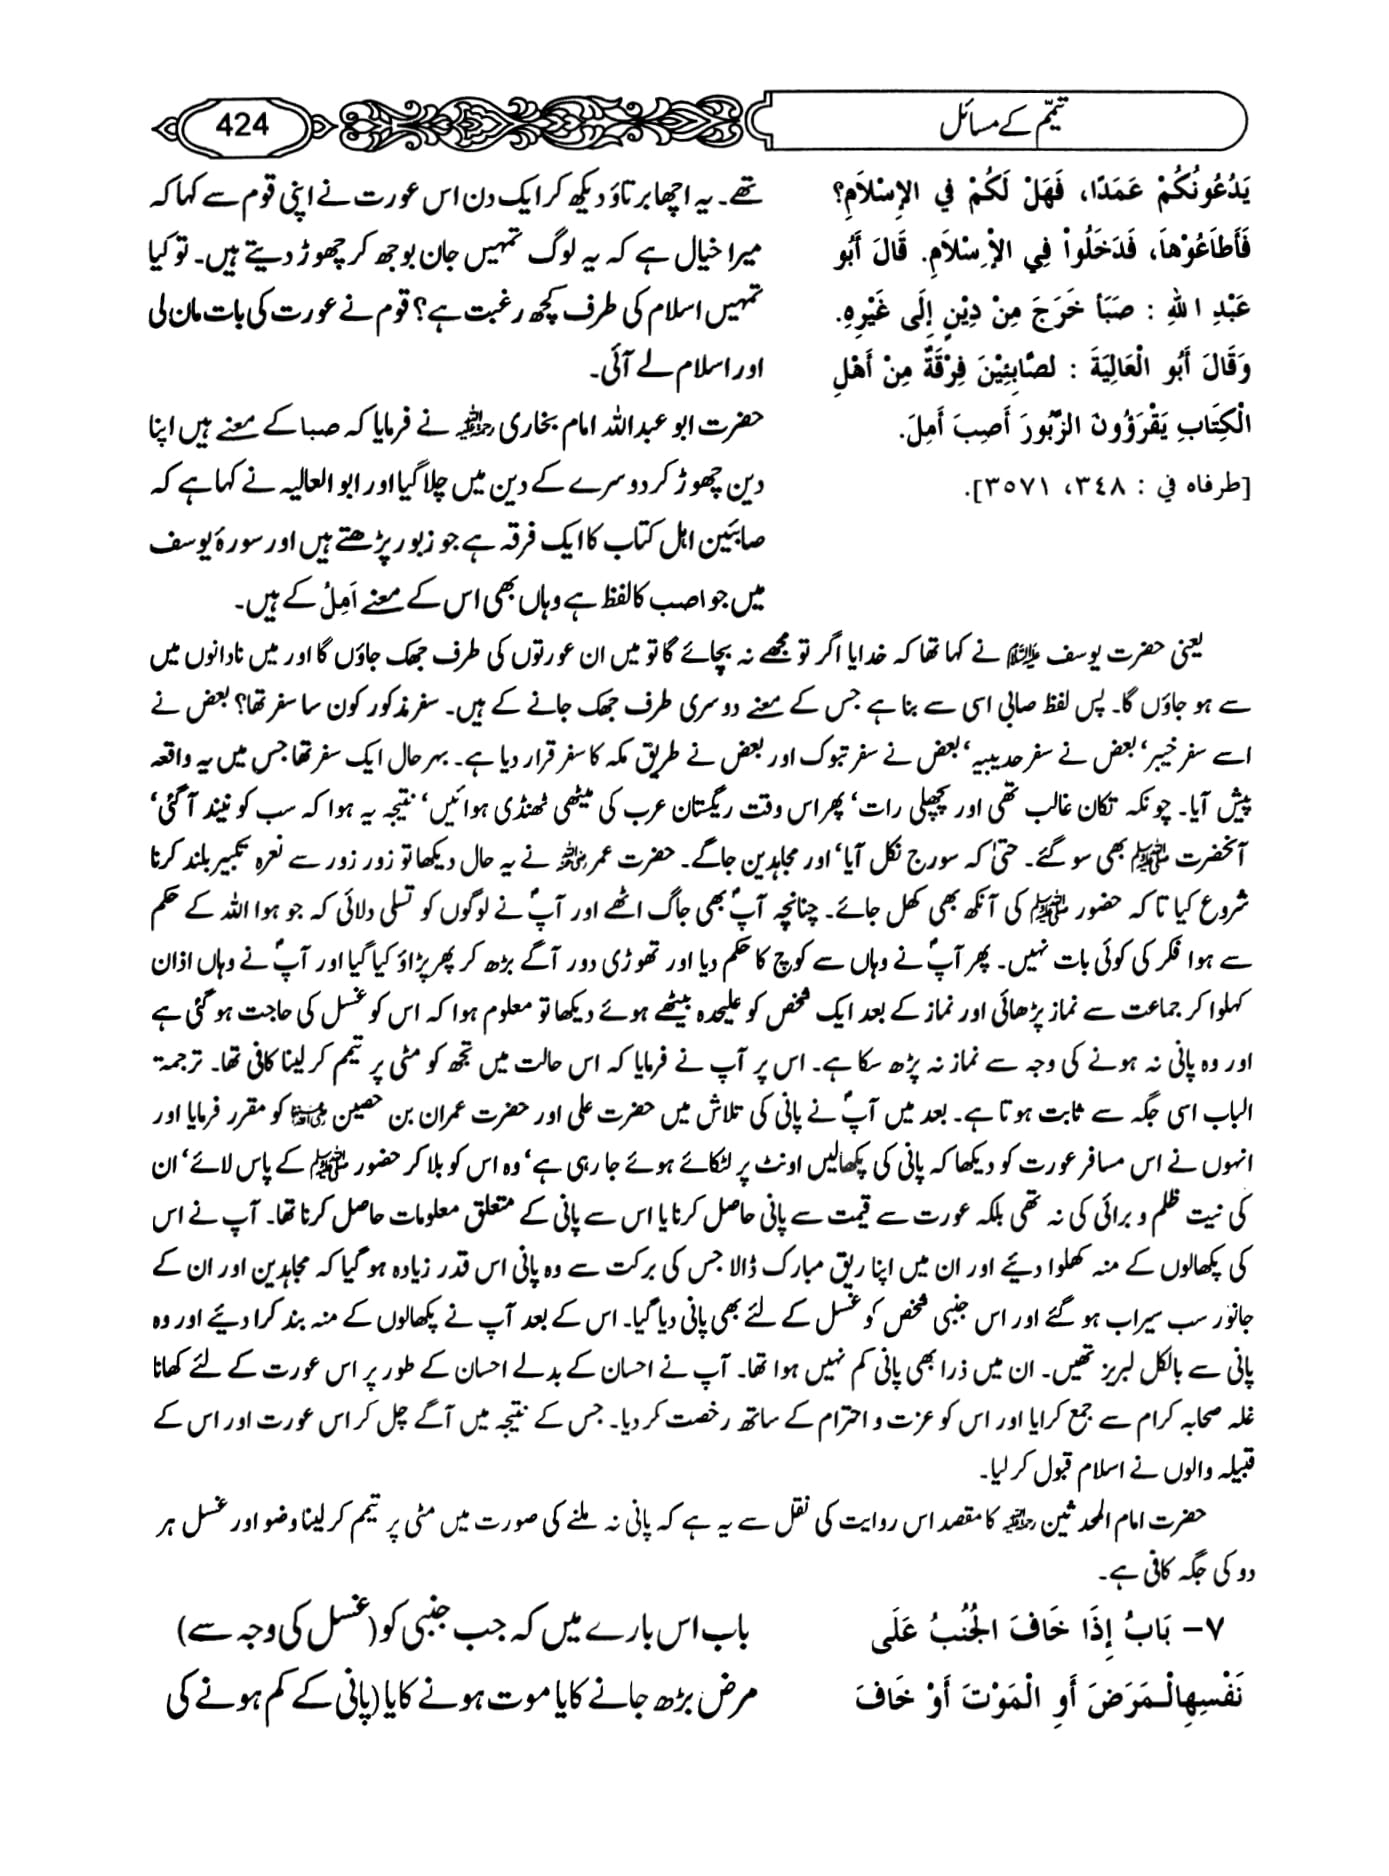 تیمّم کے مسائل
424
يَدُعُونُكُمْ عَمَدًا، فَهَلْ لَكُمْ فِي الإِسْلاَمِ؟
فَأَطَاعُوْهاَ، فَدَخَلُواْ فِي الإْسْلاَمِ. قَالَ أَبُو
عَبْدِ ا للهِ : صَبَأَ خَرَجَ مِنْ دِيْنٍ إِلَى غَيْرِهِ.
وَقَالَ أَبُو الْعَالِيَةَ : لصَّابِئِيْنَ فِرْقَةٌ مِنْ أَهْلِ
الْكِتَابِ يَقْرَؤُونَ الزَّبُورَ أَصِبَ أَمِلَ.
[طرفاه في : ٣٤٨، ٣٥٧١].
تھے۔ یہ اچھا برتاؤ دیکھ کر ایک دن اس عورت نے اپنی قوم سے کہا کہ
میرا خیال ہے کہ یہ لوگ تمہیں جان بوجھ کر چھوڑ دیتے ہیں۔ تو کیا
تمہیں اسلام کی طرف کچھ رغبت ہے؟ قوم نے عورت کی بات مان لی
اور اسلام لے آئی۔
حضرت ابو عبداللہ امام بخاری رحمۃ اللہ علیہ نے فرمایا کہ صبا کے معنے ہیں اپنا
دین چھوڑ کر دوسرے کے دین میں چلا گیا اور ابو العالیہ نے کہا ہے کہ
صابئین اہل کتاب کا ایک فرقہ ہے جو زبور پڑھتے ہیں اور سورۂ یوسف
میں جو اصب کا لفظ ہے وہاں بھی اس کے معنے اَمِلُ کے ہیں۔
یعنی حضرت یوسف علیہ السلام نے کہا تھا کہ خدایا اگر تو مجھے نہ بچائے گا تو میں ان عورتوں کی طرف جھک جاؤں گا اور میں نادانوں میں
سے ہو جاؤں گا۔ پس لفظ صابی اسی سے بنا ہے جس کے معنے دوسری طرف جھک جانے کے ہیں۔ سفر مذکور کون سا سفر تھا؟ بعض نے
اسے سفر خیبر‘ بعض نے سفر حدیبیہ‘ بعض نے سفر تبوک اور بعض نے طریق مکہ کا سفر قرار دیا ہے۔ بہرحال ایک سفر تھا جس میں یہ واقعہ
پیش آیا۔ چونکہ تکان غالب تھی اور پچھلی رات‘ پھر اس وقت ریگستان عرب کی میٹھی ٹھنڈی ہوائیں‘ نتیجہ یہ ہوا کہ سب کو نیند آگئی‘
آنحضرت ﷺ بھی سو گئے۔ حتیٰ کہ سورج نکل آیا‘ اور مجاہدین جاگے۔ حضرت عمر رضی اللہ عنہ نے یہ حال دیکھا تو زور زور سے نعرۂ تکبیر بلند کرنا
شروع کیا تا کہ حضور ﷺ کی آنکھ بھی کھل جائے۔ چنانچہ آپؐ بھی جاگ اٹھے اور آپؐ نے لوگوں کو تسلی دلائی کہ جو ہوا اللہ کے حکم
سے ہوا فکر کی کوئی بات نہیں۔ پھر آپؐ نے وہاں سے کوچ کا حکم دیا اور تھوڑی دور آگے بڑھ کر پھر پڑاؤ کیا گیا اور آپؐ نے وہاں اذان
کہلوا کر جماعت سے نماز پڑھائی اور نماز کے بعد ایک شخص کو علیحدہ بیٹھے ہوئے دیکھا تو معلوم ہوا کہ اس کو غسل کی حاجت ہو گئی ہے
اور وہ پانی نہ ہونے کی وجہ سے نماز نہ پڑھ سکا ہے۔ اس پر آپ نے فرمایا کہ اس حالت میں تجھ کو مٹی پر تیمم کر لینا کافی تھا۔ ترجمۃ
الباب اسی جگہ سے ثابت ہوتا ہے۔ بعد میں آپؐ نے پانی کی تلاش میں حضرت علی اور حضرت عمران بن حصین رضی اللہ عنہما کو مقرر فرمایا اور
انہوں نے اس مسافر عورت کو دیکھا کہ پانی کی پکھالیں اونٹ پر لٹکائے ہوئے جا رہی ہے‘ وہ اس کو بلا کر حضور ﷺ کے پاس لائے‘ ان
کی نیت ظلم و برائی کی نہ تھی بلکہ عورت سے قیمت سے پانی حاصل کرنا یا اس سے پانی کے متعلق معلومات حاصل کرنا تھا۔ آپ نے اس
کی پکھالوں کے منہ کھلوا دیئے اور ان میں اپنا ریق مبارک ڈالا جس کی برکت سے وہ پانی اس قدر زیادہ ہو گیا کہ مجاہدین اور ان کے
جانور سب سیراب ہو گئے اور اس جنبی شخص کو غسل کے لئے بھی پانی دیا گیا۔ اس کے بعد آپ نے پکھالوں کے منہ بند کرا دیئے اور وہ
پانی سے بالکل لبریز تھیں۔ ان میں ذرا بھی پانی کم نہیں ہوا تھا۔ آپ نے احسان کے بدلے احسان کے طور پر اس عورت کے لئے کھانا
غلہ صحابہ کرام سے جمع کرایا اور اس کو عزت و احترام کے ساتھ رخصت کر دیا۔ جس کے نتیجہ میں آگے چل کر اس عورت اور اس کے
قبیلہ والوں نے اسلام قبول کر لیا۔
حضرت امام المحدثین رحمۃ اللہ علیہ کا مقصد اس روایت کی نقل سے یہ ہے کہ پانی نہ ملنے کی صورت میں مٹی پر تیمم کر لینا وضو اور غسل ہر
دو کی جگہ کافی ہے۔
٧- بَابُ إِذَا خَافَ الْجُنُبُ عَلَى
نَفْسِهِالْـمَرَضَ أَوِ الْمَوْتَ أَوْ خَافَ
باب اس بارے میں کہ جب جنبی کو (غسل کی وجہ سے)
مرض بڑھ جانے کا یا موت ہونے کا یا (پانی کے کم ہونے کی